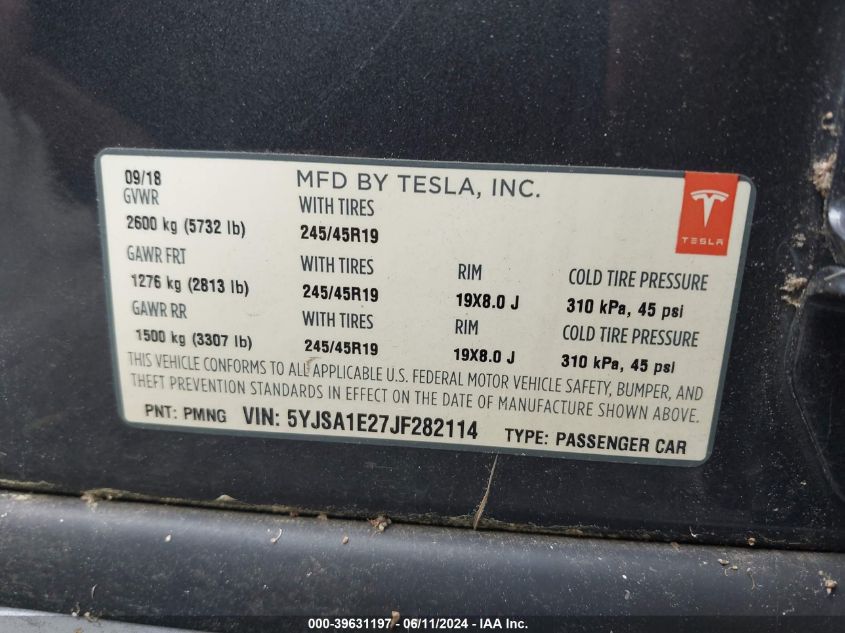 09/18 MFD BY TESLA, INC.
GVWR WITH TIRES
2600 kg (5732 lb) 245/45R19
TESLA
GAWR FRT WITH TIRES RIM COLD TIRE PRESSURE
1276 kg (2813 lb) 245/45R19 19X8.0 J 310 kPa, 45 psi
GAWR RR WITH TIRES RIM COLD TIRE PRESSURE
1500 kg (3307 lb) 245/45R19 19X8.0 J 310 kPa, 45 psi
THIS VEHICLE CONFORMS TO ALL APPLICABLE U.S. FEDERAL MOTOR VEHICLE SAFETY, BUMPER, AND
THEFT PREVENTION STANDARDS IN EFFECT ON THE DATE OF MANUFACTURE SHOWN ABOVE.
PNT: PMNG VIN: 5YJSA1E27JF282114 TYPE: PASSENGER CAR
000-39631197 - 06/11/2024 - IAA Inc.